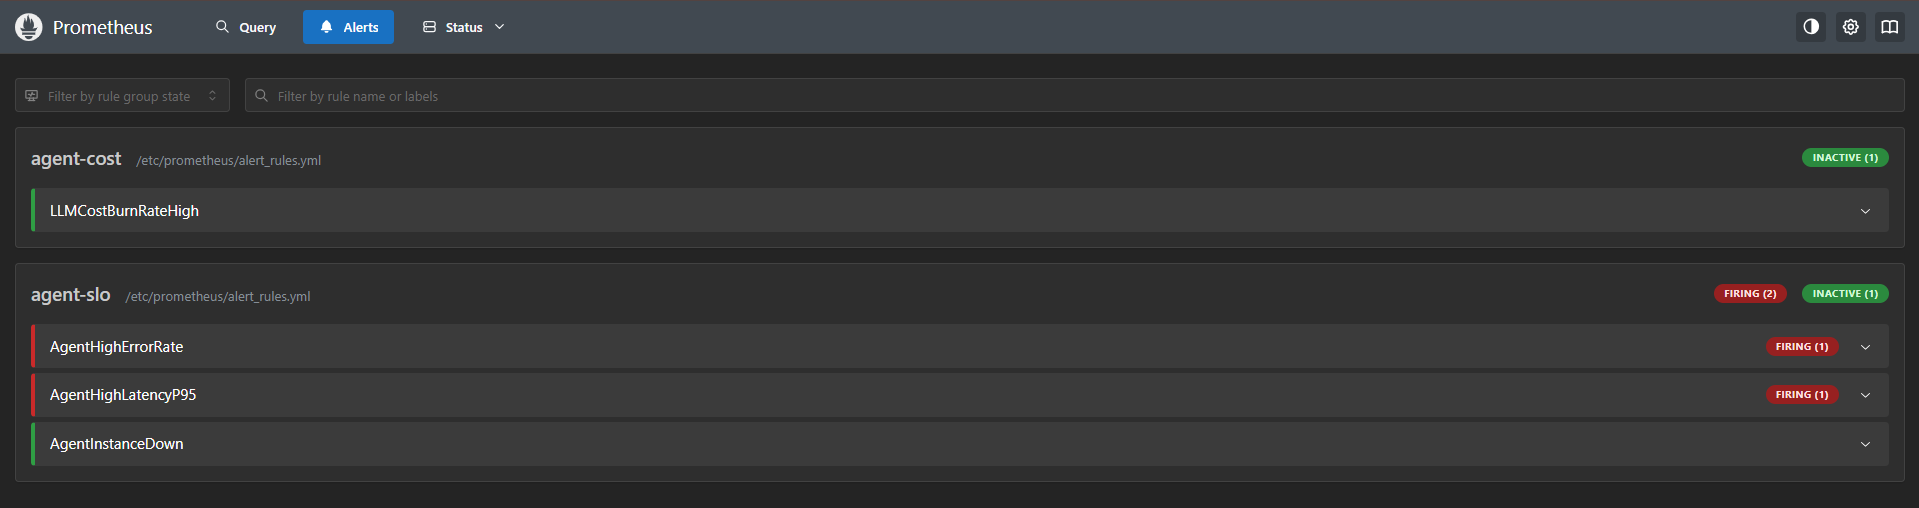 Prometheus Query Alerts Status
Filter by rule group state Filter by rule name or labels
agent-cost /etc/prometheus/alert_rules.yml INACTIVE (1)
LLMCostBurnRateHigh
agent-slo /etc/prometheus/alert_rules.yml FIRING (2) INACTIVE (1)
AgentHighErrorRate FIRING (1)
AgentHighLatencyP95 FIRING (1)
AgentInstanceDown